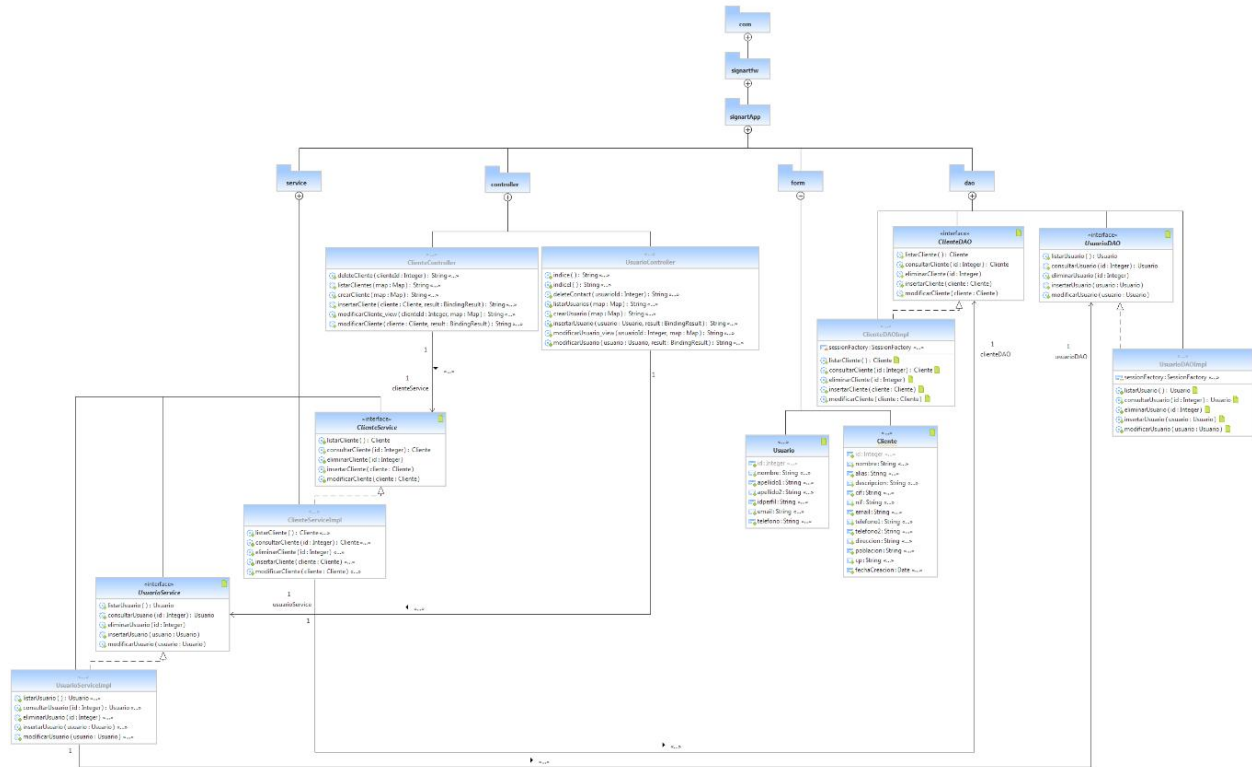 com
signartfw
signartApp
service
controller
form
dao
«...»
ClienteController
deleteCliente (clienteId : Integer) : String «...»
listarClientes (map : Map) : String «...»
crearCliente (map : Map) : String «...»
insertarCliente (cliente : Cliente, result : BindingResult) : String «...»
modificarCliente_view (clienteId : Integer, map : Map) : String «...»
modificarCliente (cliente : Cliente, result : BindingResult) : String «...»
«...»
UsuarioController
indice ( ) : String «...»
deleteContact (usuarioId : Integer) : String «...»
listarUsuarios (map : Map) : String «...»
crearUsuario (map : Map) : String «...»
insertarUsuario (usuario : Usuario, result : BindingResult) : String «...»
modificarUsuario_view (usuarioId : Integer, map : Map) : String «...»
modificarUsuario (usuario : Usuario, result : BindingResult) : String «...»
«interface»
ClienteDAO
listarCliente ( ) : Cliente
consultarCliente (id : Integer) : Cliente
eliminarCliente (id : Integer)
insertarCliente (cliente : Cliente)
modificarCliente (cliente : Cliente)
«interface»
UsuarioDAO
listarUsuario ( ) : Usuario
consultarUsuario (id : Integer) : Usuario
eliminarUsuario (id : Integer)
insertarUsuario (usuario : Usuario)
modificarUsuario (usuario : Usuario)
«...»
ClienteDAOImpl
sessionFactory : SessionFactory «...»
listarCliente ( ) : Cliente
consultarCliente (id : Integer) : Cliente
eliminarCliente (id : Integer)
insertarCliente (cliente : Cliente)
modificarCliente (cliente : Cliente)
1
clienteDAO
1
usuarioDAO
«...»
UsuarioDAOImpl
sessionFactory : SessionFactory «...»
listarUsuario ( ) : Usuario
consultarUsuario (id : Integer) : Usuario
eliminarUsuario (id : Integer)
insertarUsuario (usuario : Usuario)
modificarUsuario (usuario : Usuario)
1
«...»
1
clienteService
1
«interface»
ClienteService
listarCliente ( ) : Cliente
consultarCliente (id : Integer) : Cliente
eliminarCliente (id : Integer)
insertarCliente (cliente : Cliente)
modificarCliente (cliente : Cliente)
«...»
Usuario
id : Integer «...»
nombre : String «...»
apellido1 : String «...»
apellido2 : String «...»
idperfil : String «...»
email : String «...»
telefono : String «...»
«...»
Cliente
id : Integer «...»
nombre : String «...»
alias : String «...»
descripcion : String «...»
cif : String «...»
nif : String «...»
email : String «...»
telefono1 : String «...»
telefono2 : String «...»
direccion : String «...»
poblacion : String «...»
cp : String «...»
fechaCreacion : Date «...»
«...»
ClienteServiceImpl
listarCliente ( ) : Cliente «...»
consultarCliente (id : Integer) : Cliente «...»
eliminarCliente (id : Integer) «...»
insertarCliente (cliente : Cliente) «...»
modificarCliente (cliente : Cliente) «...»
«interface»
UsuarioService
listarUsuario ( ) : Usuario
consultarUsuario (id : Integer) : Usuario
eliminarUsuario (id : Integer)
insertarUsuario (usuario : Usuario)
modificarUsuario (usuario : Usuario)
1
usuarioService
1
«...»
«...»
UsuarioServiceImpl
listarUsuario ( ) : Usuario «...»
consultarUsuario (id : Integer) : Usuario «...»
eliminarUsuario (id : Integer) «...»
insertarUsuario (usuario : Usuario) «...»
modificarUsuario (usuario : Usuario) «...»
1
«...»
«...»